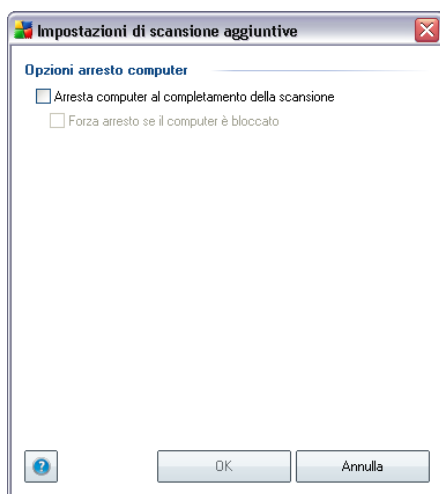 Impostazioni di scansione aggiuntive
Opzioni arresto computer
Arresta computer al completamento della scansione
Forza arresto se il computer è bloccato
OK
Annulla